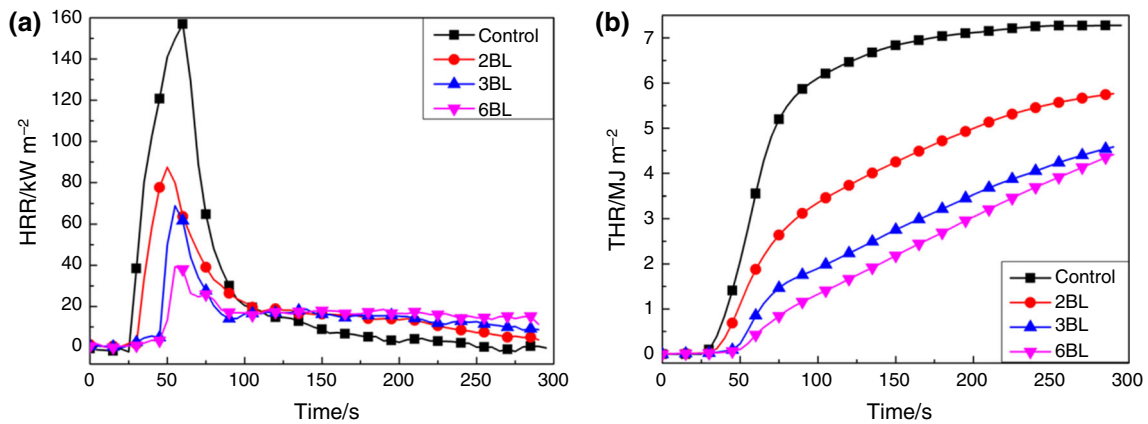 (a)
160
140
120
100
80
60
40
20
0
HRR/kW m⁻²
0 50 100 150 200 250 300
Time/s
Control
2BL
3BL
6BL
(b)
7
6
5
4
3
2
1
0
THR/MJ m⁻²
0 50 100 150 200 250 300
Time/s
Control
2BL
3BL
6BL